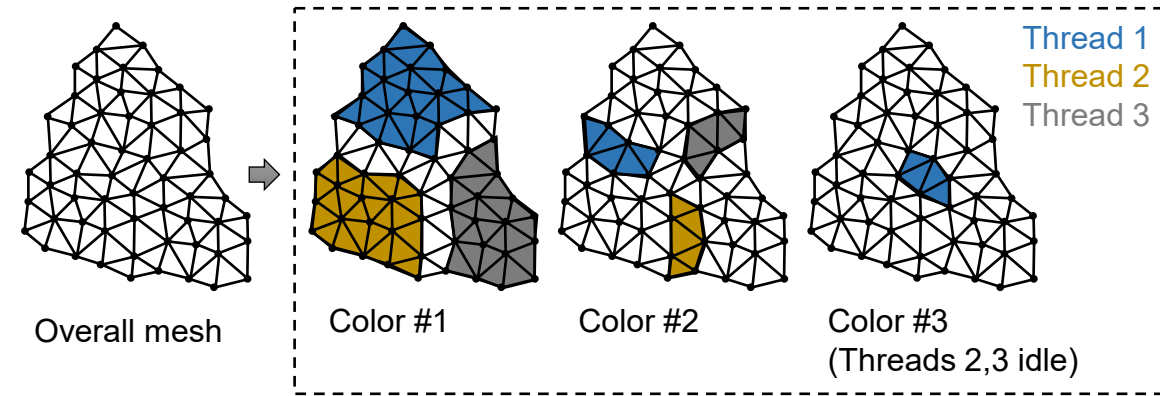 Thread 1
Thread 2
Thread 3
Overall mesh
Color #1
Color #2
Color #3
(Threads 2,3 idle)